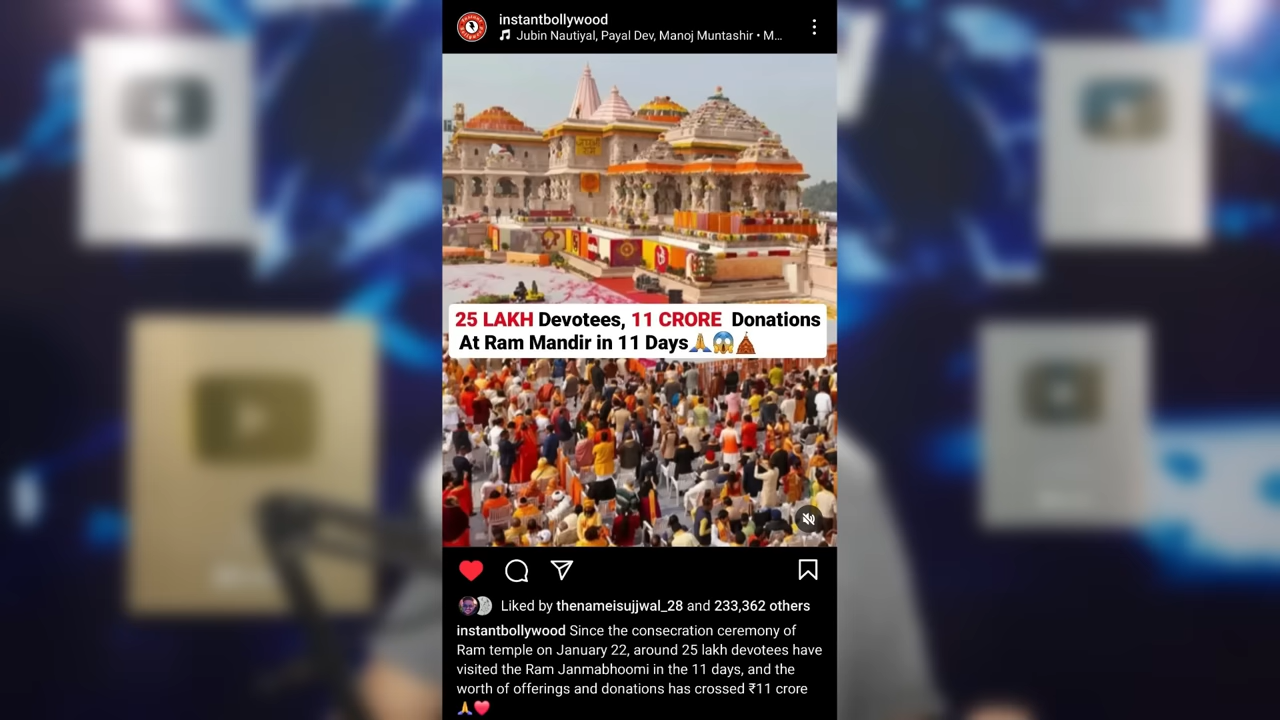 instantbollywood
Jubin Nautiyal, Payal Dev, Manoj Muntashir • M...
25 LAKH Devotees, 11 CRORE Donations
At Ram Mandir in 11 Days🙏😱🛕
Liked by thenameisujjwal_28 and 233,362 others
instantbollywood Since the consecration ceremony of
Ram temple on January 22, around 25 lakh devotees have
visited the Ram Janmabhoomi in the 11 days, and the
worth of offerings and donations has crossed ₹11 crore
🙏❤️